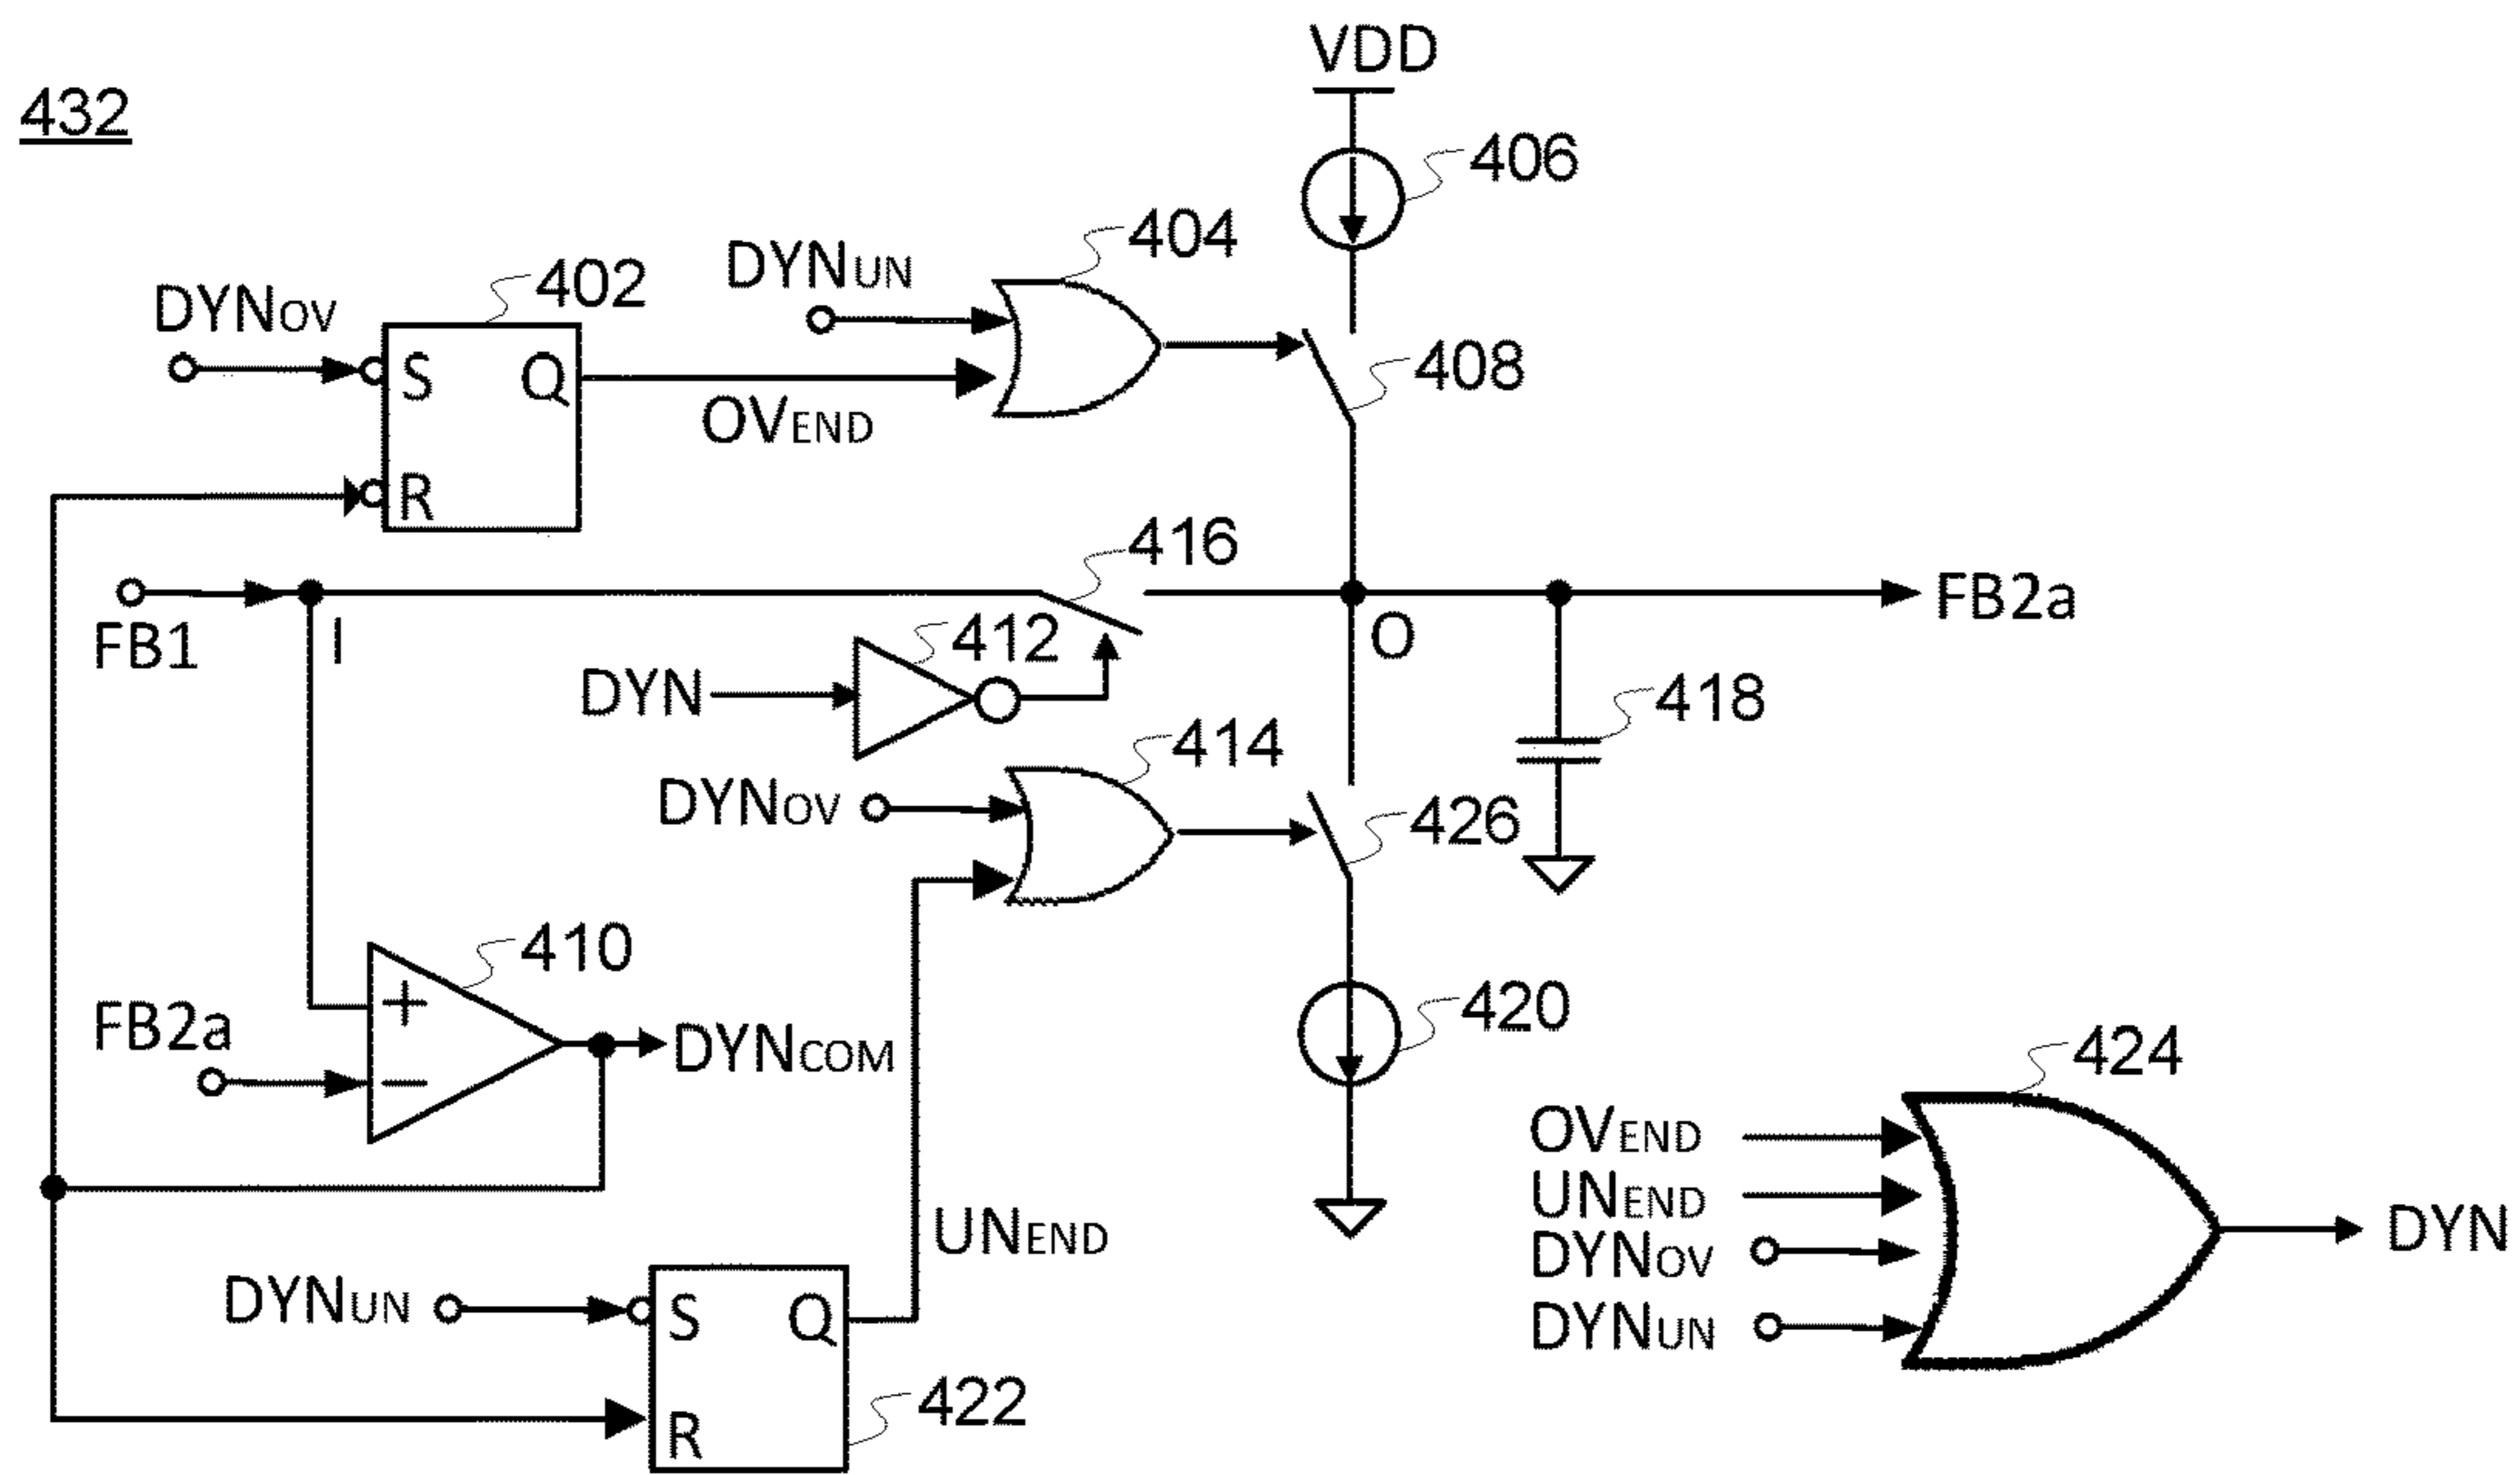 VDD
432
406
404
DYNUN
402
DYNOV
S Q
408
OVEND
R
416
FB1
I
412
O
FB2a
DYN
418
414
DYNOV
426
410
+
FB2a
420
DYNCOM
−
424
OVEND
UNEND
UNEND
DYNOV
DYN
DYNUN
S Q
DYNUN
422
R